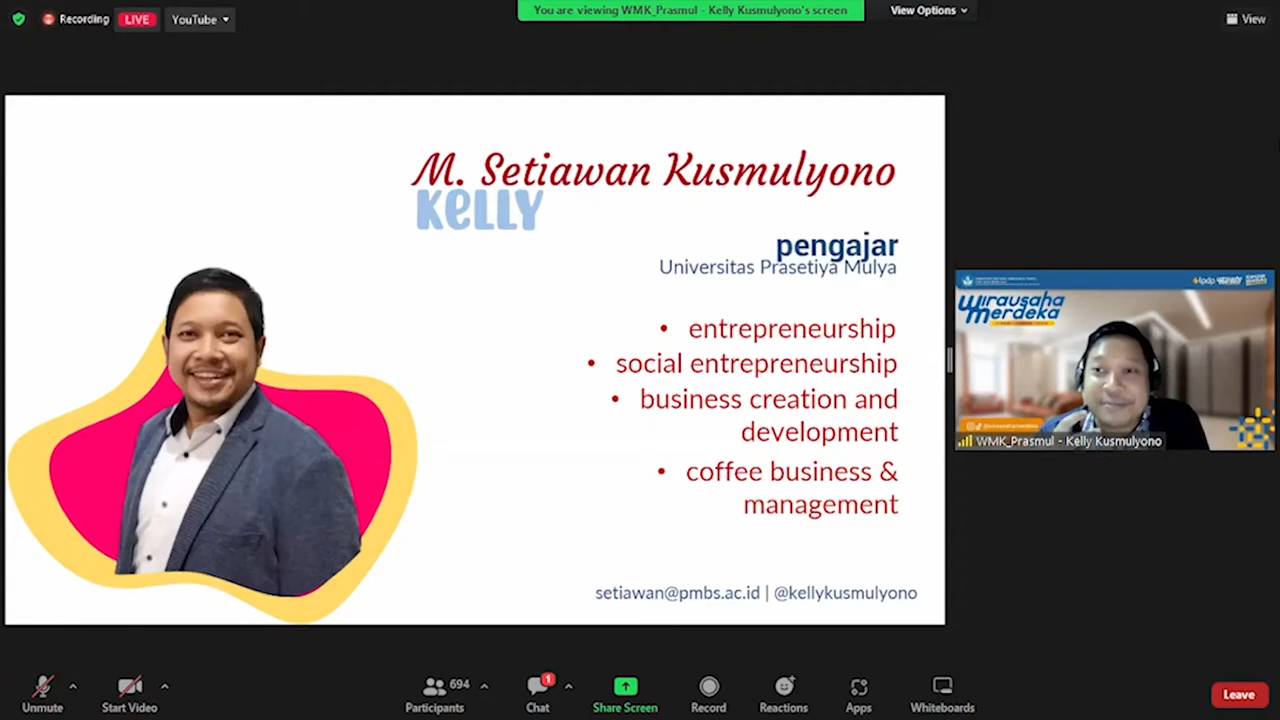 Recording
LIVE
YouTube
You are viewing WMK_Prasmul - Kelly Kusmulyono's screen
View Options
View
M. Setiawan Kusmulyono
KeLLY
pengajar
Universitas Prasetiya Mulya
• entrepreneurship
• social entrepreneurship
• business creation and
development
• coffee business &
management
setiawan@pmbs.ac.id | @kellykusmulyono
lpdp
Wirausaha
Merdeka
WMK_Prasmul - Kelly Kusmulyono
Unmute
Start Video
Participants
694
Chat
1
Share Screen
Record
Reactions
Apps
Whiteboards
Leave